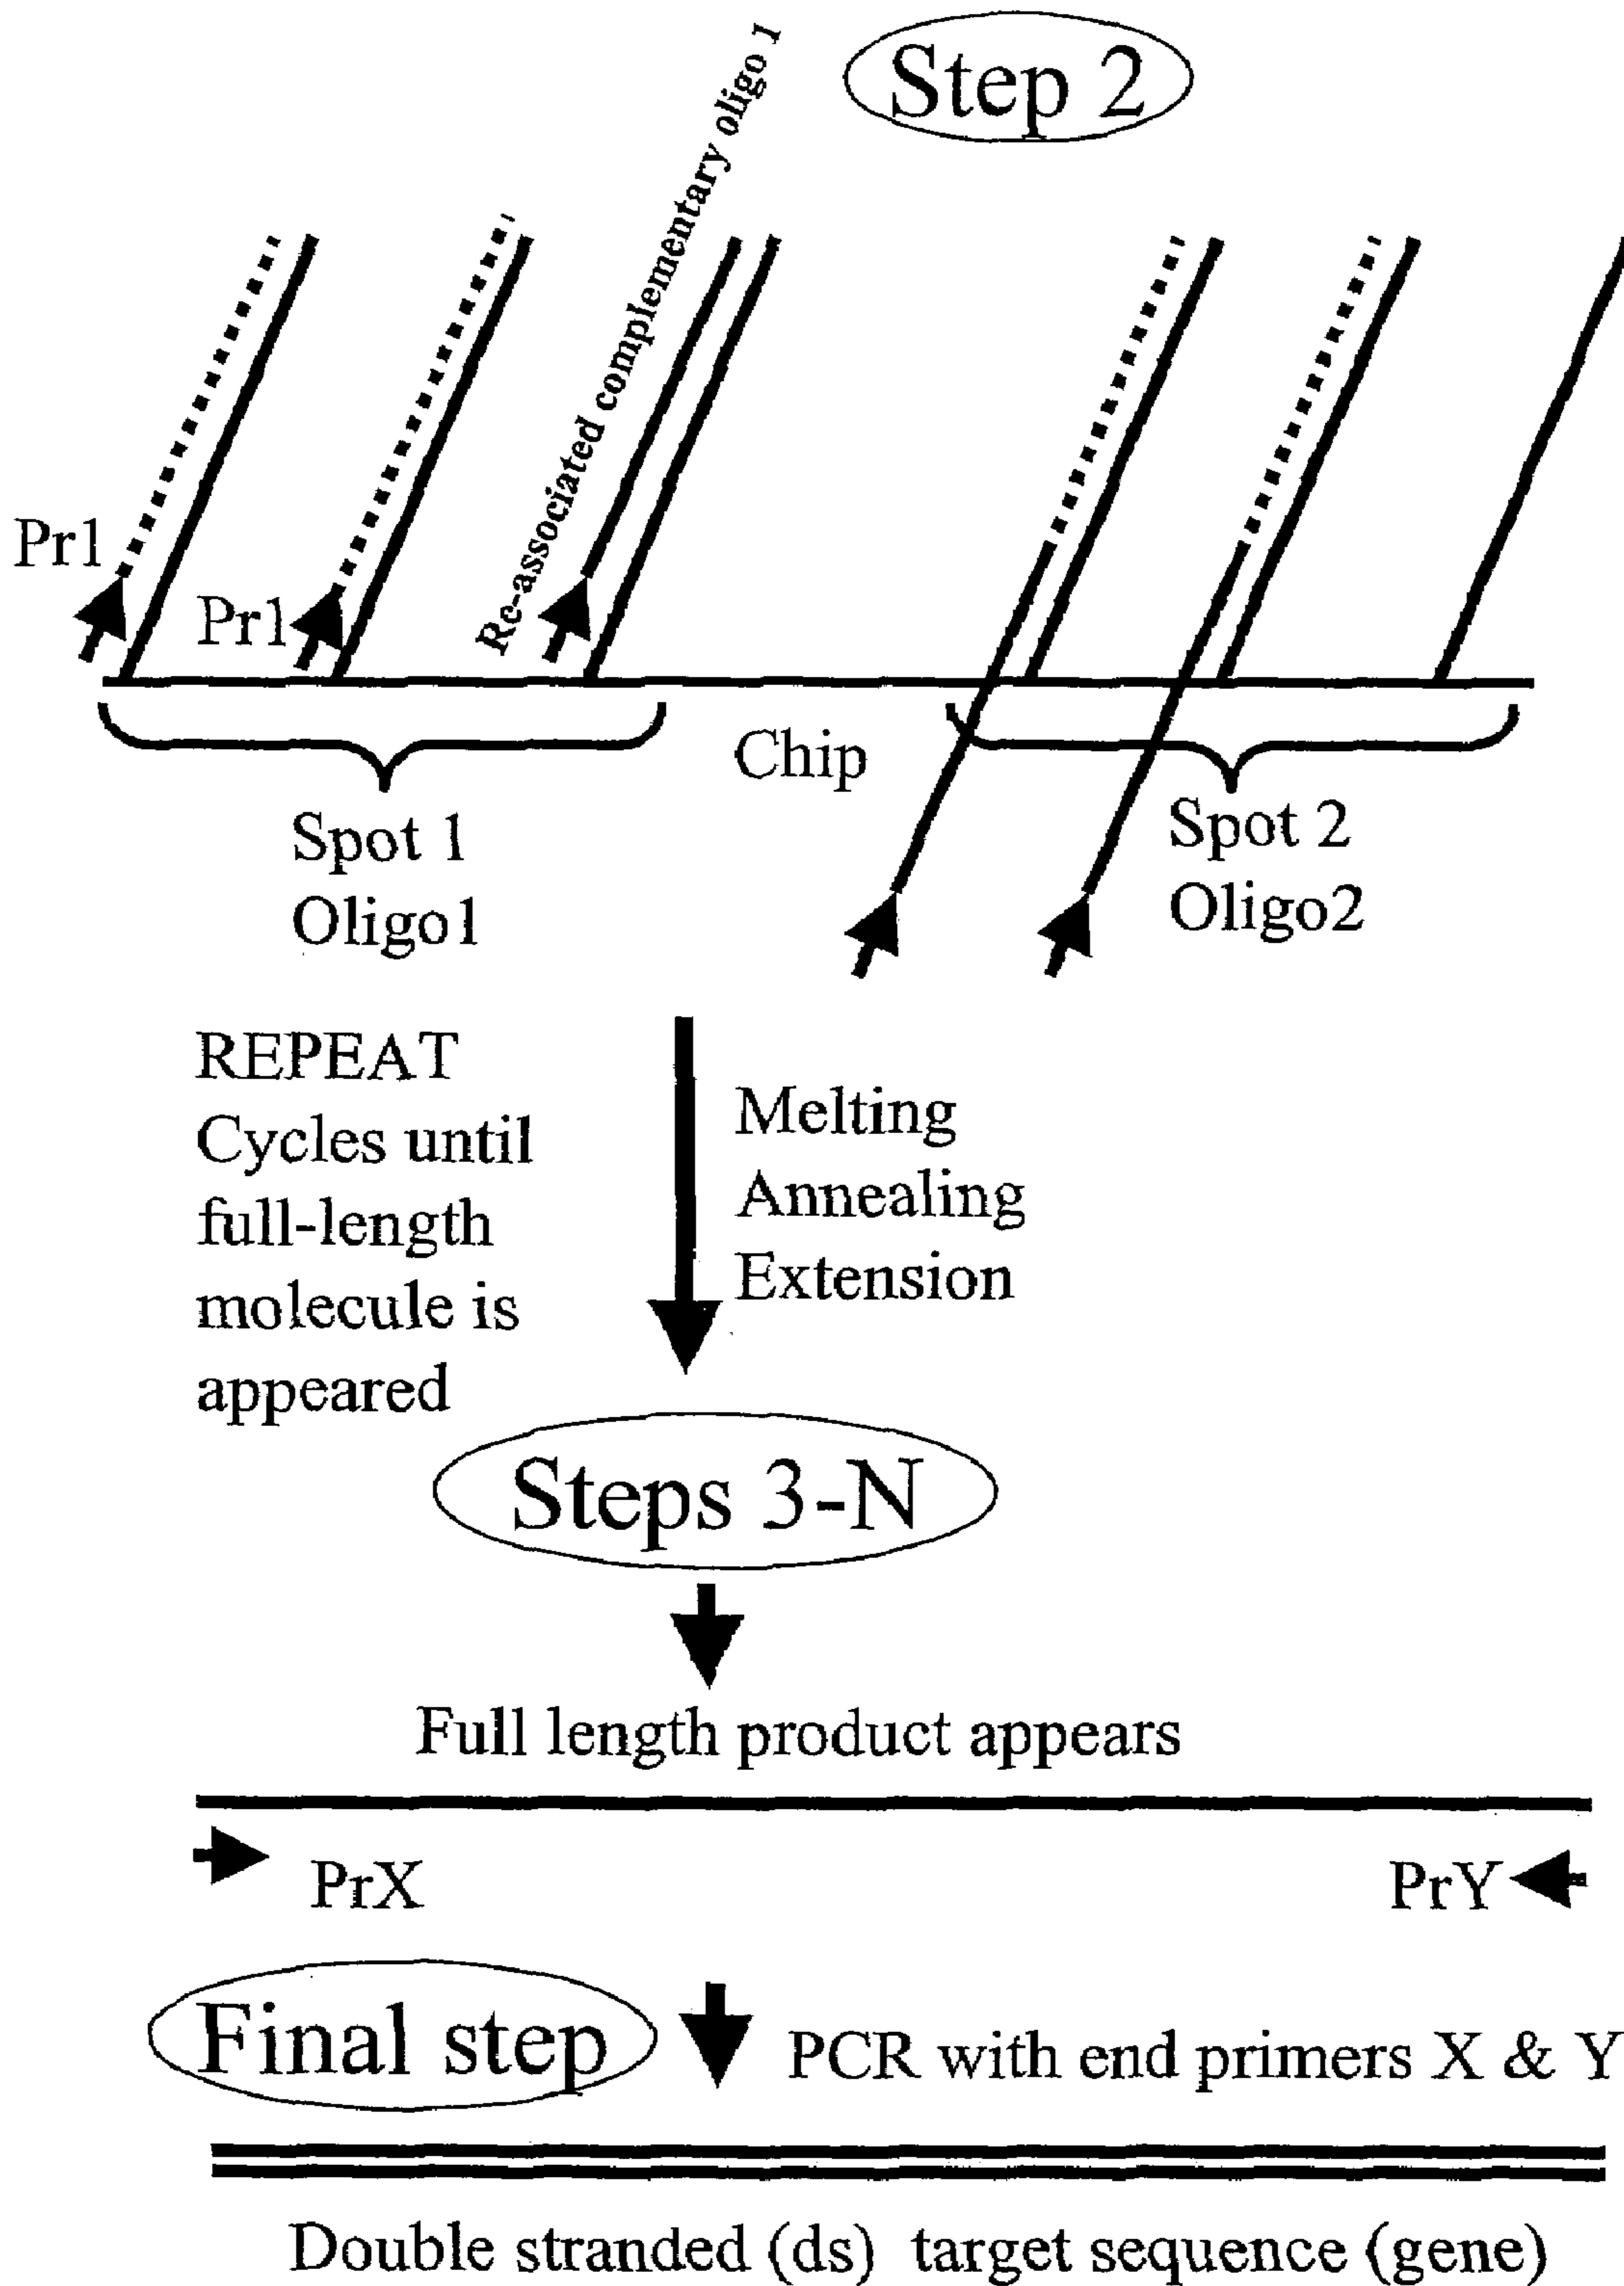 Step 2
Re-associated complementary oligo 1
Pr1
Pr1
Chip
Spot 1
Oligo1
Spot 2
Oligo2
REPEAT
Cycles until
full-length
molecule is
appeared
Melting
Annealing
Extension
Steps 3-N
Full length product appears
PrX
PrY
Final step
PCR with end primers X & Y
Double stranded (ds) target sequence (gene)